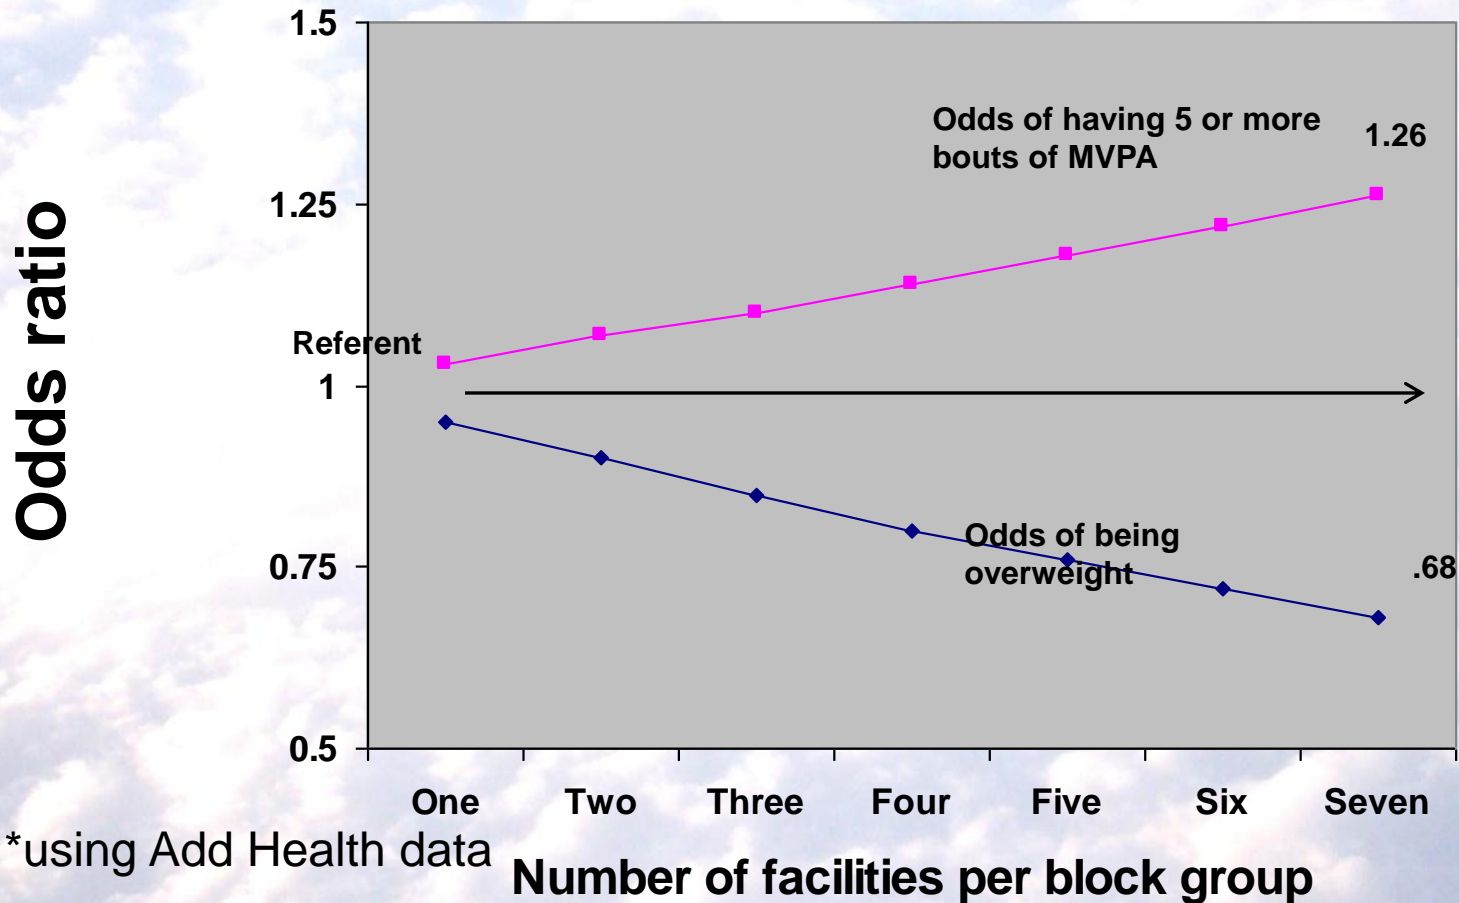 1.5
Odds of having 5 or more
bouts of MVPA
1.26
1.25
Odds ratio
Referent
1
Odds of being
overweight
0.75
.68
0.5
One Two Three Four Five Six Seven
*using Add Health data
Number of facilities per block group